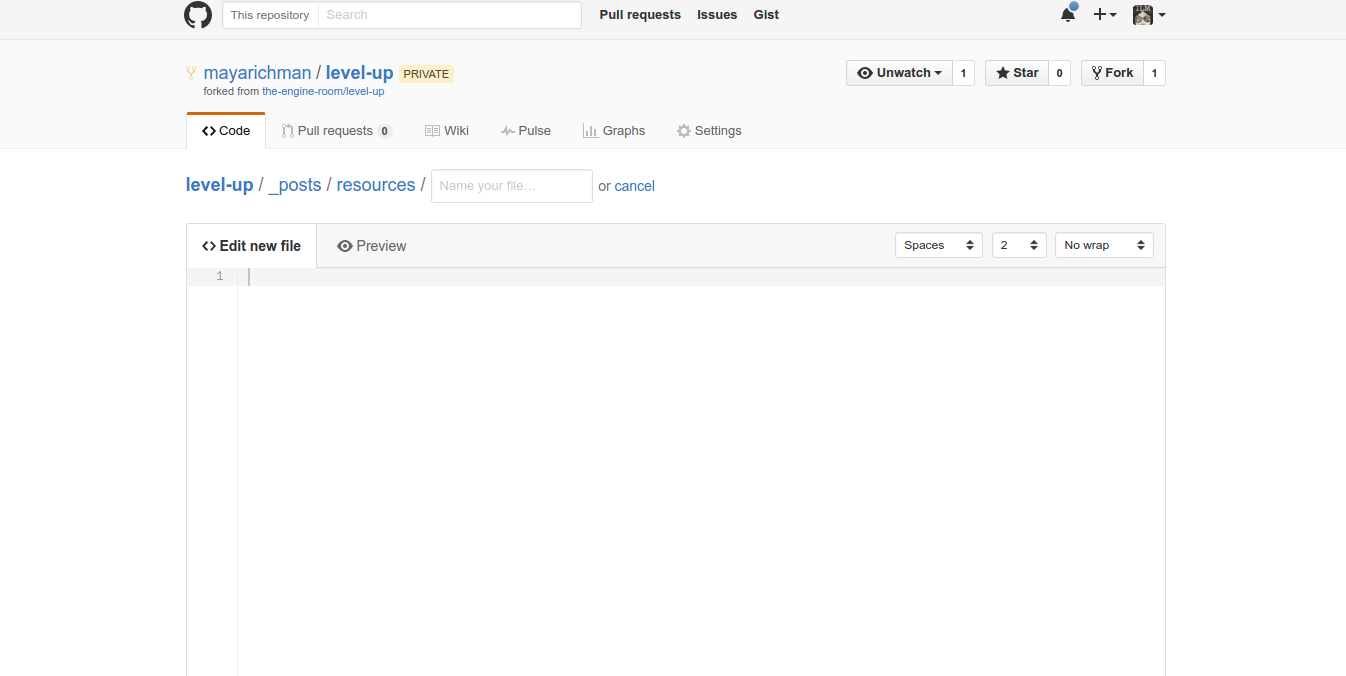 This repository Search Pull requests Issues Gist
mayarichman / level-up PRIVATE Unwatch 1 Star 0 Fork 1
forked from the-engine-room/level-up
Code Pull requests 0 Wiki Pulse Graphs Settings
level-up / _posts / resources / Name your file… or cancel
Edit new file Preview Spaces 2 No wrap
1